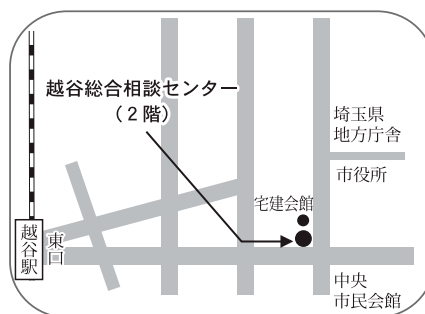 越谷総合相談センター
（２階）
埼玉県
地方庁舎
市役所
宅建会館
越谷駅
東口
中央
市民会館